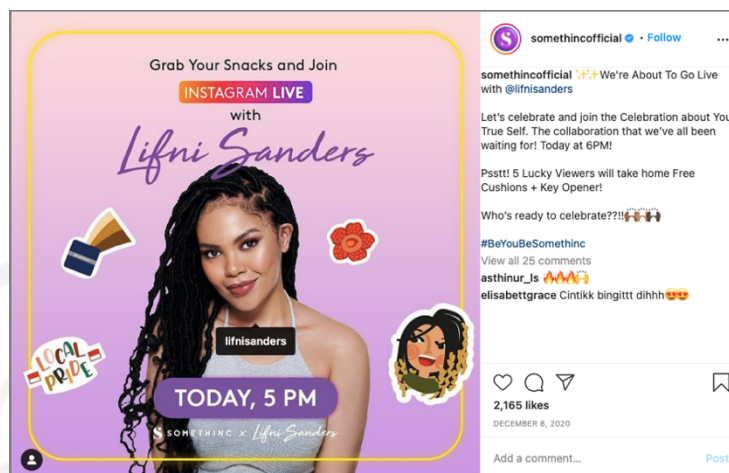 Grab Your Snacks and Join
INSTAGRAM LIVE
with
Lifni Sanders
LOCAL
PRIDE
lifnisanders
TODAY, 5 PM
S SOMETHINC x Lifni Sanders
S
somethincofficial • Follow
...
somethincofficial ✨✨We're About To Go Live
with @lifnisanders
Let's celebrate and join the Celebration about You
True Self. The collaboration that we've all been
waiting for! Today at 6PM!
Psstt! 5 Lucky Viewers will take home Free
Cushions + Key Opener!
Who's ready to celebrate??!!🙌🏽🙌🏾🙌🏿
#BeYouBeSomethinc
View all 25 comments
asthinur_ls 🔥🔥🔥🙌
elisabettgrace Cintikk bingittt dihhh😍😍
2,165 likes
DECEMBER 8, 2020
Add a comment...
Post